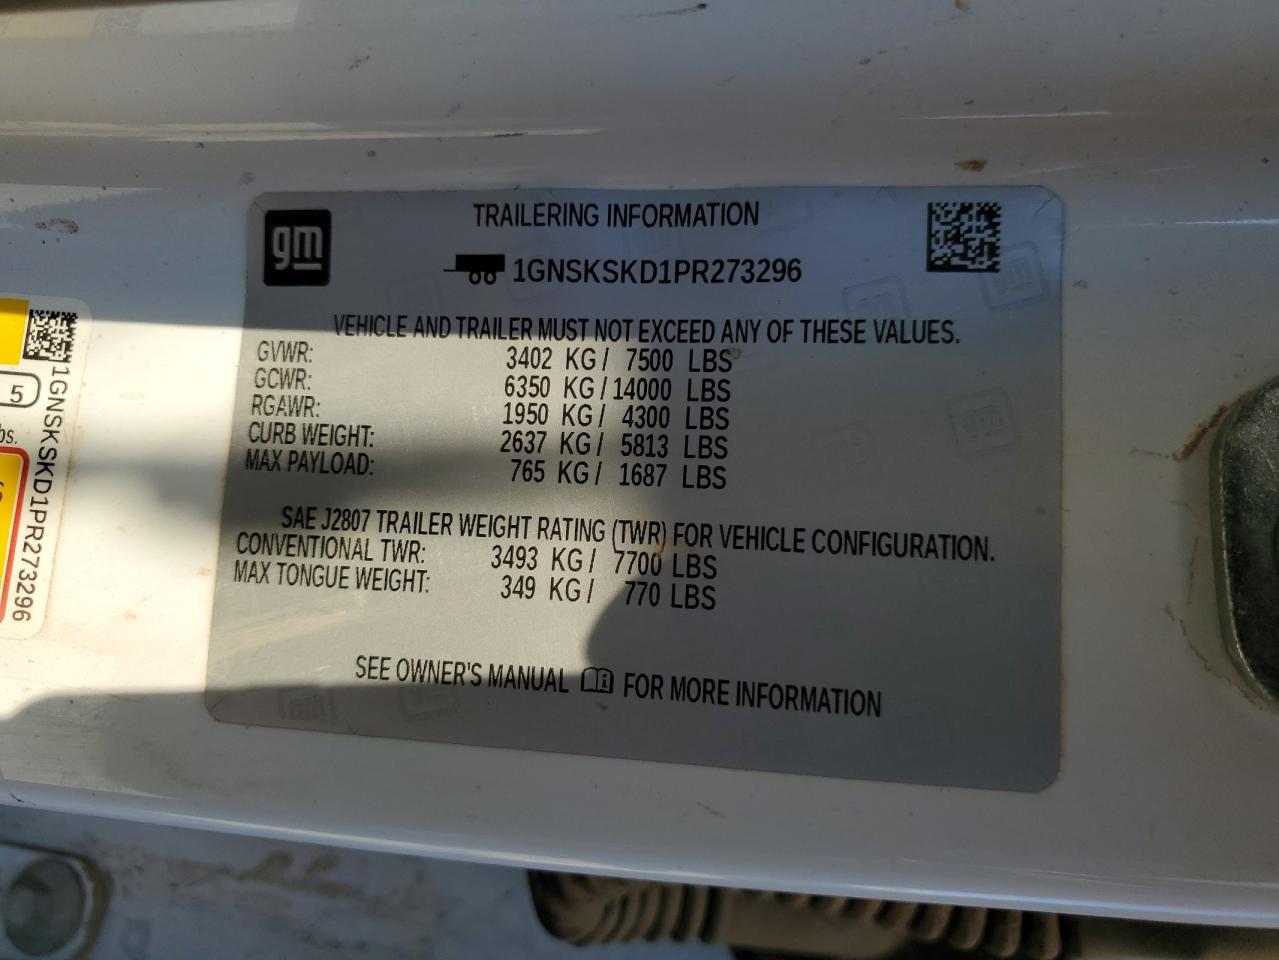 gm
TRAILERING INFORMATION
1GNSKSKD1PR273296
VEHICLE AND TRAILER MUST NOT EXCEED ANY OF THESE VALUES.
GVWR: 3402 KG / 7500 LBS
GCWR: 6350 KG / 14000 LBS
RGAWR: 1950 KG / 4300 LBS
CURB WEIGHT: 2637 KG / 5813 LBS
MAX PAYLOAD: 765 KG / 1687 LBS
SAE J2807 TRAILER WEIGHT RATING (TWR) FOR VEHICLE CONFIGURATION.
CONVENTIONAL TWR: 3493 KG / 7700 LBS
MAX TONGUE WEIGHT: 349 KG / 770 LBS
SEE OWNER'S MANUAL FOR MORE INFORMATION
5
1GNSKSKD1PR273296